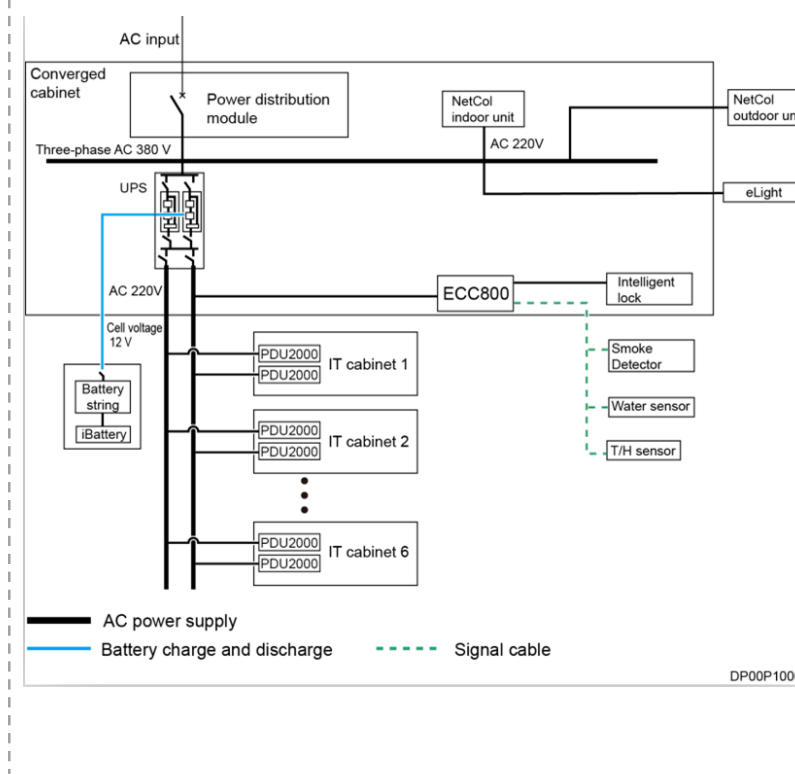 AC input
Converged
cabinet
Power distribution
module
NetCol
indoor unit
NetCol
outdoor un
Three-phase AC 380 V
AC 220V
UPS
eLight
AC 220V
ECC800
Intelligent
lock
Cell voltage
12 V
Smoke
Detector
PDU2000
PDU2000
IT cabinet 1
Battery
string
iBattery
Water sensor
PDU2000
PDU2000
IT cabinet 2
T/H sensor
PDU2000
PDU2000
IT cabinet 6
AC power supply
Battery charge and discharge
Signal cable
DP00P100